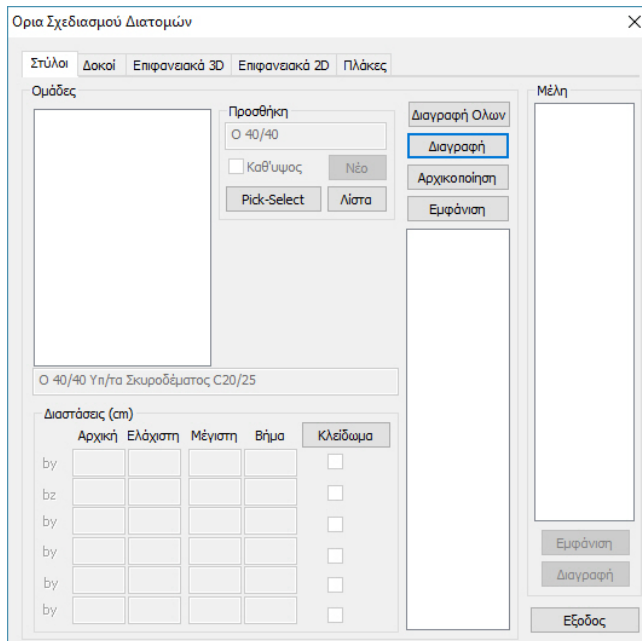 Ορια Σχεδιασμού Διατομών
Στύλοι Δοκοί Επιφανειακά 3D Επιφανειακά 2D Πλάκες
Ομάδες
Προσθήκη
Ο 40/40
Καθ'υψος Νέο
Pick-Select Λίστα
Διαγραφή Ολων
Διαγραφή
Αρχικοποίηση
Εμφάνιση
Μέλη
Ο 40/40 Υπ/τα Σκυροδέματος C20/25
Διαστάσεις (cm)
Αρχική Ελάχιστη Μέγιστη Βήμα Κλείδωμα
by
bz
by
by
by
by
Εμφάνιση
Διαγραφή
Εξοδος